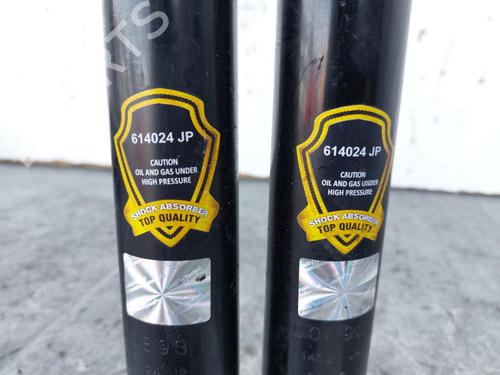 614024 JP
CAUTION
OIL AND GAS UNDER
HIGH PRESSURE
SHOCK ABSORBER
TOP QUALITY
614024 JP
CAUTION
OIL AND GAS UNDER
HIGH PRESSURE
SHOCK ABSORBER
TOP QUALITY